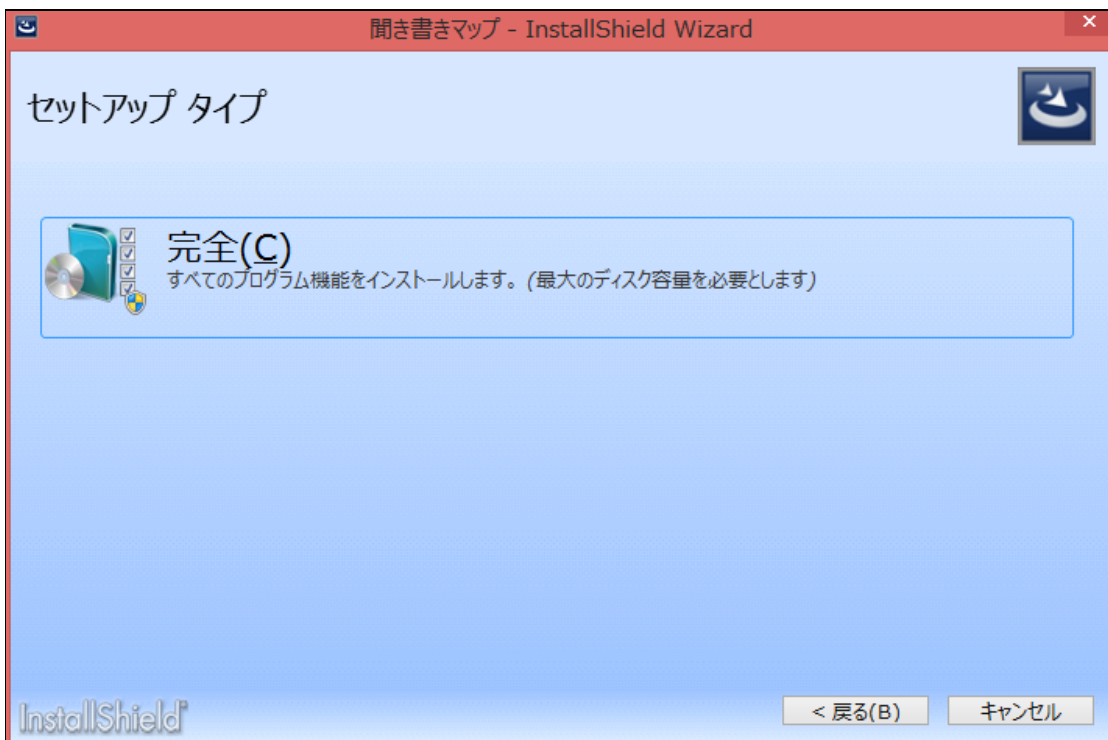 聞き書きマップ - InstallShield Wizard
セットアップ タイプ
完全(C)
すべてのプログラム機能をインストールします。(最大のディスク容量を必要とします)
InstallShield®
< 戻る(B)
キャンセル